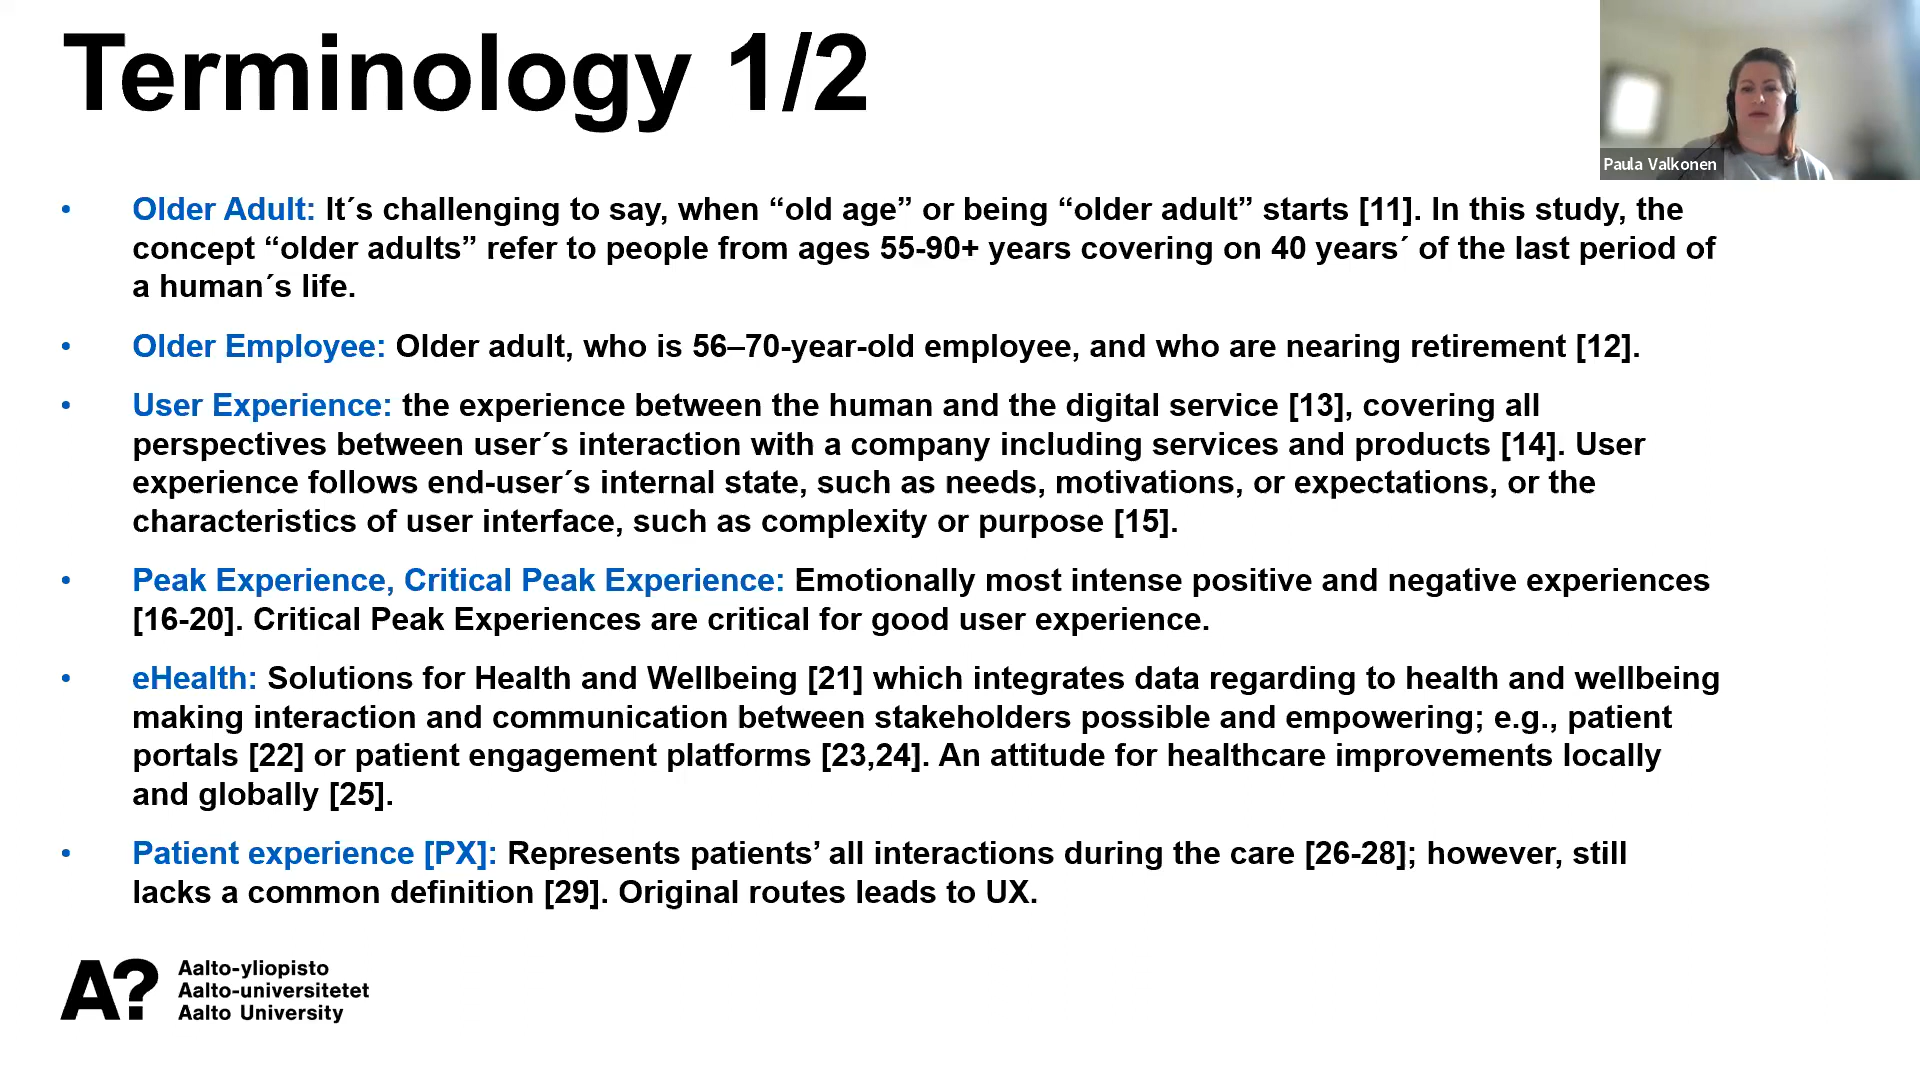 Terminology 1/2
Paula Valkonen
• Older Adult: It´s challenging to say, when “old age” or being “older adult” starts [11]. In this study, the
concept “older adults” refer to people from ages 55-90+ years covering on 40 years´ of the last period of
a human´s life.
• Older Employee: Older adult, who is 56–70-year-old employee, and who are nearing retirement [12].
• User Experience: the experience between the human and the digital service [13], covering all
perspectives between user´s interaction with a company including services and products [14]. User
experience follows end-user´s internal state, such as needs, motivations, or expectations, or the
characteristics of user interface, such as complexity or purpose [15].
• Peak Experience, Critical Peak Experience: Emotionally most intense positive and negative experiences
[16-20]. Critical Peak Experiences are critical for good user experience.
• eHealth: Solutions for Health and Wellbeing [21] which integrates data regarding to health and wellbeing
making interaction and communication between stakeholders possible and empowering; e.g., patient
portals [22] or patient engagement platforms [23,24]. An attitude for healthcare improvements locally
and globally [25].
• Patient experience [PX]: Represents patients’ all interactions during the care [26-28]; however, still
lacks a common definition [29]. Original routes leads to UX.
A?
Aalto-yliopisto
Aalto-universitetet
Aalto University